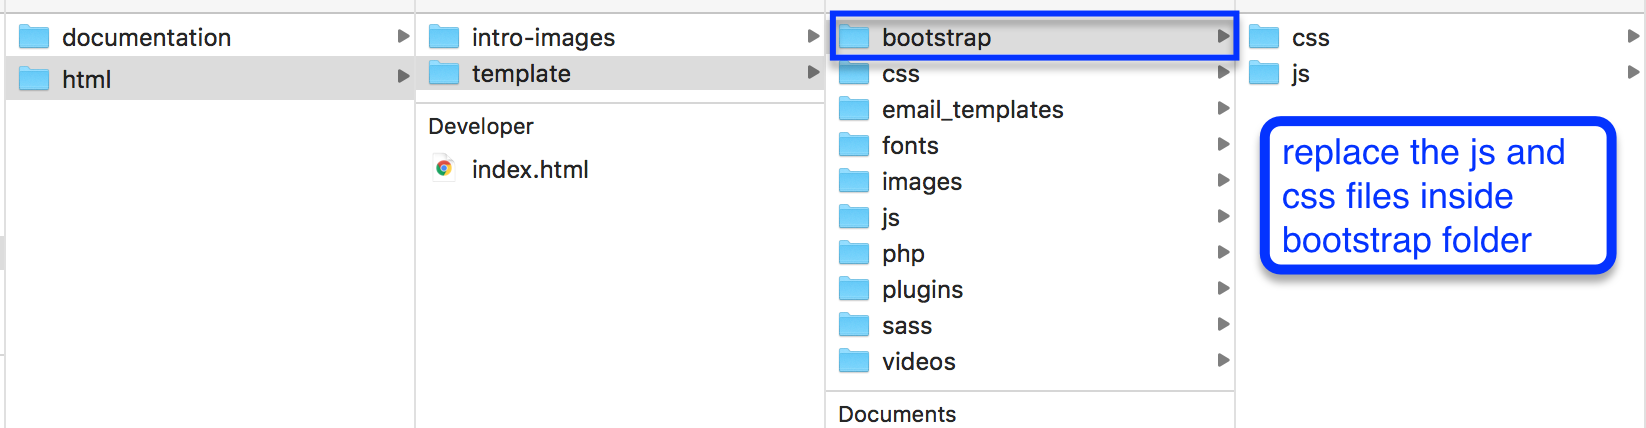 documentation
html
intro-images
template
Developer
index.html
bootstrap
css
email_templates
fonts
images
js
php
plugins
sass
videos
Documents
css
js
replace the js and
css files inside
bootstrap folder